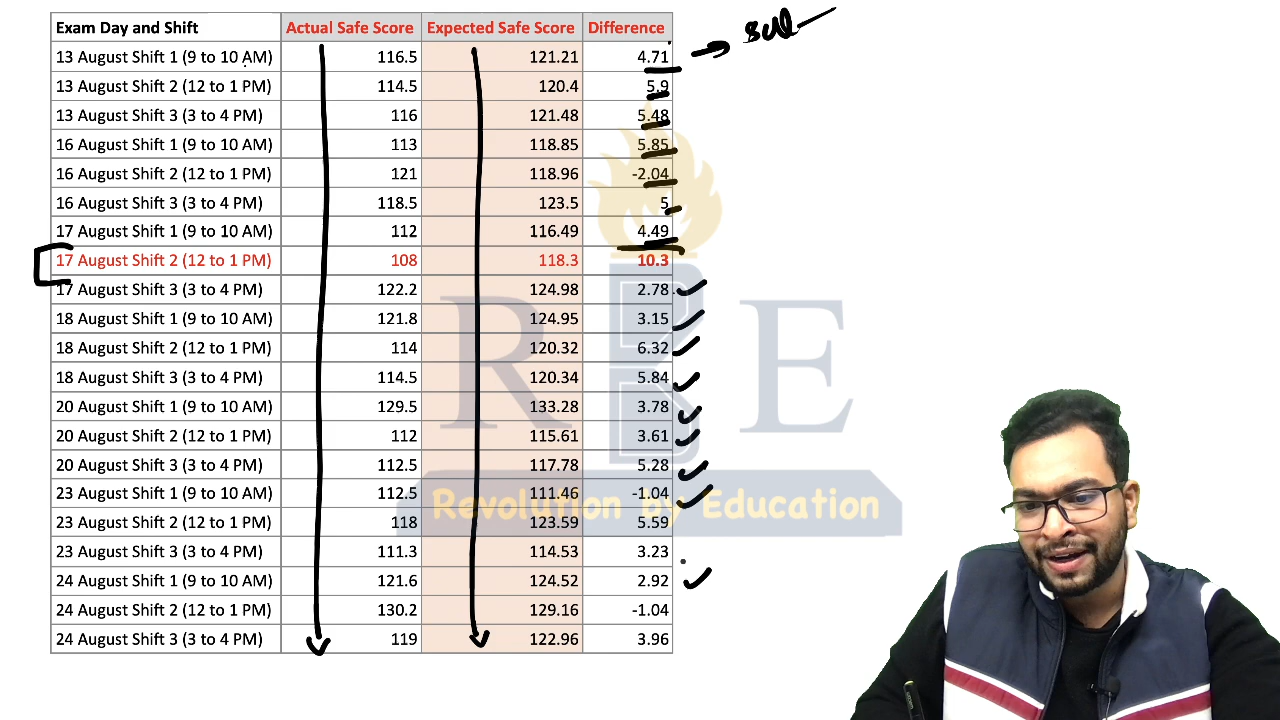 Exam Day and Shift Actual Safe Score Expected Safe Score Difference
13 August Shift 1 (9 to 10 AM) 116.5 121.21 4.71
13 August Shift 2 (12 to 1 PM) 114.5 120.4 5.9
13 August Shift 3 (3 to 4 PM) 116 121.48 5.48
16 August Shift 1 (9 to 10 AM) 113 118.85 5.85
16 August Shift 2 (12 to 1 PM) 121 118.96 -2.04
16 August Shift 3 (3 to 4 PM) 118.5 123.5 5
17 August Shift 1 (9 to 10 AM) 112 116.49 4.49
17 August Shift 2 (12 to 1 PM) 108 118.3 10.3
17 August Shift 3 (3 to 4 PM) 122.2 124.98 2.78
18 August Shift 1 (9 to 10 AM) 121.8 124.95 3.15
18 August Shift 2 (12 to 1 PM) 114 120.32 6.32
18 August Shift 3 (3 to 4 PM) 114.5 120.34 5.84
20 August Shift 1 (9 to 10 AM) 129.5 133.28 3.78
20 August Shift 2 (12 to 1 PM) 112 115.61 3.61
20 August Shift 3 (3 to 4 PM) 112.5 117.78 5.28
23 August Shift 1 (9 to 10 AM) 112.5 111.46 -1.04
23 August Shift 2 (12 to 1 PM) 118 123.59 5.59
23 August Shift 3 (3 to 4 PM) 111.3 114.53 3.23
24 August Shift 1 (9 to 10 AM) 121.6 124.52 2.92
24 August Shift 2 (12 to 1 PM) 130.2 129.16 -1.04
24 August Shift 3 (3 to 4 PM) 119 122.96 3.96
RBE
Revolution by Education